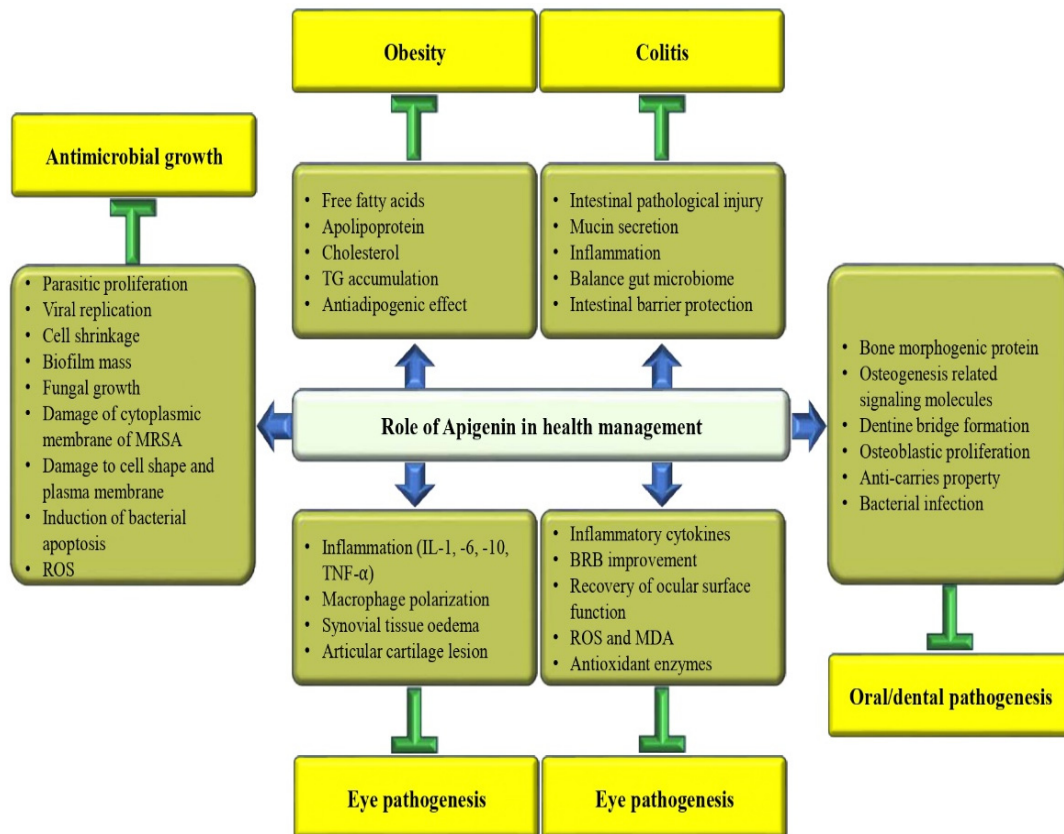 Obesity
Colitis
Antimicrobial growth
• Free fatty acids
• Apolipoprotein
• Cholesterol
• TG accumulation
• Antiadipogenic effect
• Intestinal pathological injury
• Mucin secretion
• Inflammation
• Balance gut microbiome
• Intestinal barrier protection
• Parasitic proliferation
• Viral replication
• Cell shrinkage
• Biofilm mass
• Fungal growth
• Damage of cytoplasmic
membrane of MRSA
• Damage to cell shape and
plasma membrane
• Induction of bacterial
apoptosis
• ROS
Role of Apigenin in health management
• Bone morphogenic protein
• Osteogenesis related
signaling molecules
• Dentine bridge formation
• Osteoblastic proliferation
• Anti-carries property
• Bacterial infection
• Inflammation (IL-1, -6, -10,
TNF-α)
• Macrophage polarization
• Synovial tissue oedema
• Articular cartilage lesion
• Inflammatory cytokines
• BRB improvement
• Recovery of ocular surface
function
• ROS and MDA
• Antioxidant enzymes
Oral/dental pathogenesis
Eye pathogenesis
Eye pathogenesis